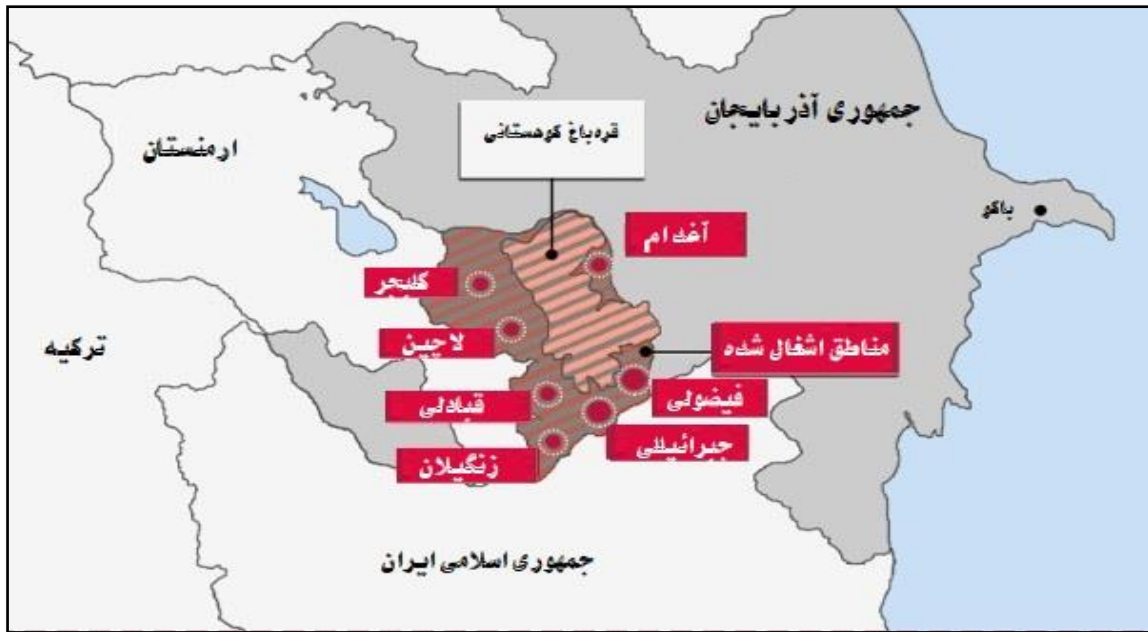 جمهوری آذربایجان
قره‌باغ کوهستانی
ارمنستان
باکو
آغدام
کلبجر
لاچین
مناطق اشغال شده
ترکیه
فیضولی
قبادلی
جبرائیلی
زنگیلان
جمهوری اسلامی ایران